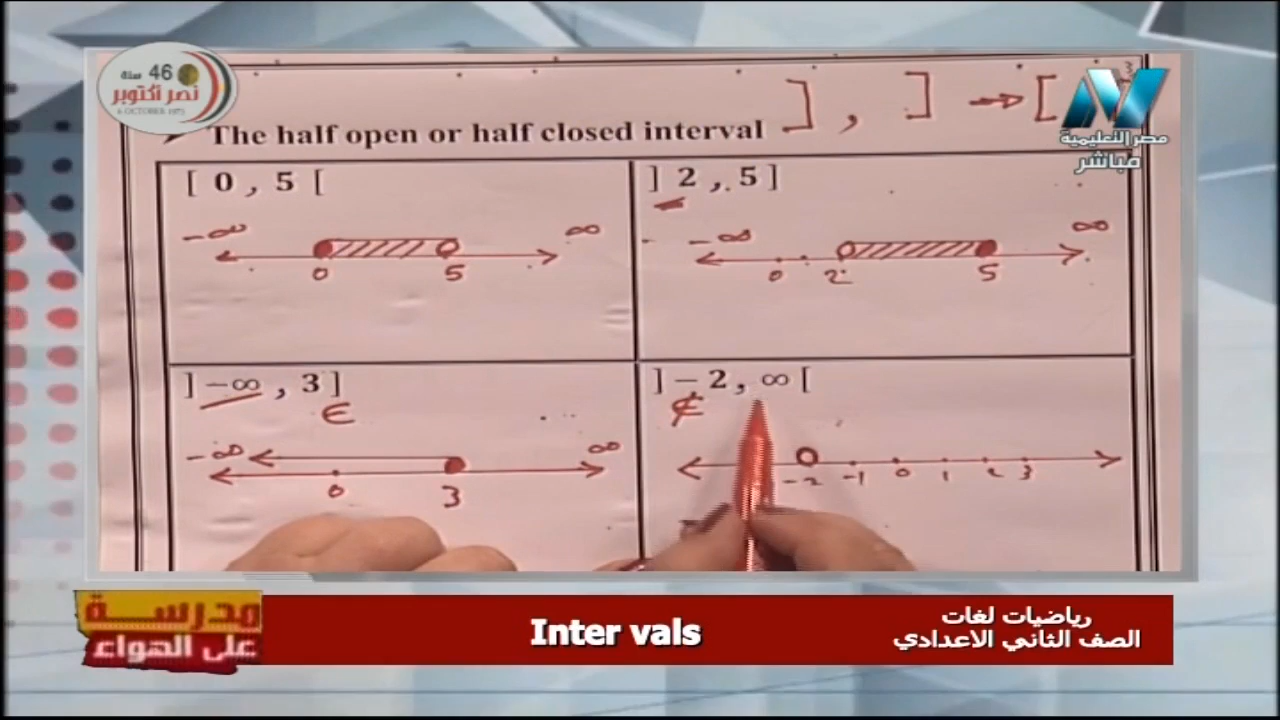 46 سنة
نصر أكتوبر
6 OCTOBER 1973
مصر التعليمية
مباشر
The half open or half closed interval ] , ] → [
[ 0 , 5 [
-∞ ∞
0 5
] 2 , 5 ]
-∞ ∞
0 2 5
] -∞ , 3 ]
∈
-∞ ∞
0 3
] -2 , ∞ [
∉
-2 -1 0 1 2 3
مدرسة
على الهواء
Inter vals
رياضيات لغات
الصف الثاني الاعدادي